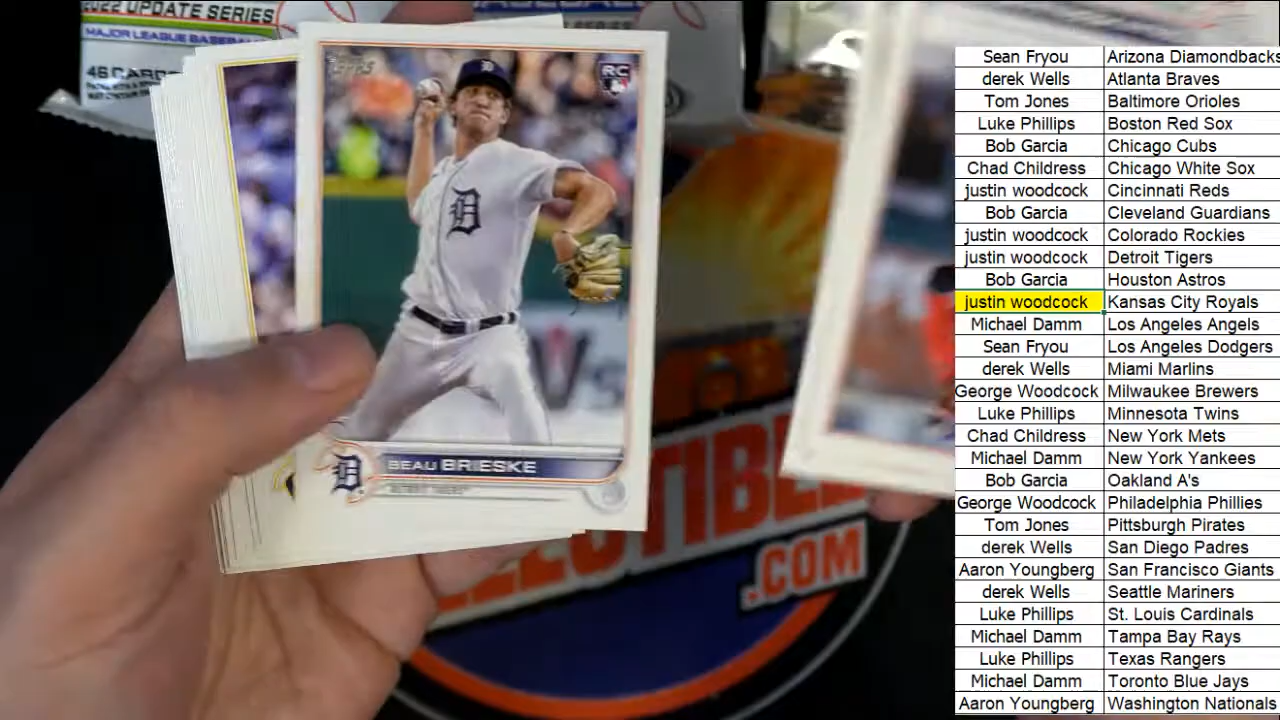 2022 UPDATE SERIES
MAJOR LEAGUE BASEBA
46 CARD
SERIES
Topps
RC
D
BEAU BRIESKE
DETROIT TIGERS
LECTIBLE
.COM
Sean Fryou Arizona Diamondbacks
derek Wells Atlanta Braves
Tom Jones Baltimore Orioles
Luke Phillips Boston Red Sox
Bob Garcia Chicago Cubs
Chad Childress Chicago White Sox
justin woodcock Cincinnati Reds
Bob Garcia Cleveland Guardians
justin woodcock Colorado Rockies
justin woodcock Detroit Tigers
Bob Garcia Houston Astros
justin woodcock Kansas City Royals
Michael Damm Los Angeles Angels
Sean Fryou Los Angeles Dodgers
derek Wells Miami Marlins
George Woodcock Milwaukee Brewers
Luke Phillips Minnesota Twins
Chad Childress New York Mets
Michael Damm New York Yankees
Bob Garcia Oakland A's
George Woodcock Philadelphia Phillies
Tom Jones Pittsburgh Pirates
derek Wells San Diego Padres
Aaron Youngberg San Francisco Giants
derek Wells Seattle Mariners
Luke Phillips St. Louis Cardinals
Michael Damm Tampa Bay Rays
Luke Phillips Texas Rangers
Michael Damm Toronto Blue Jays
Aaron Youngberg Washington Nationals